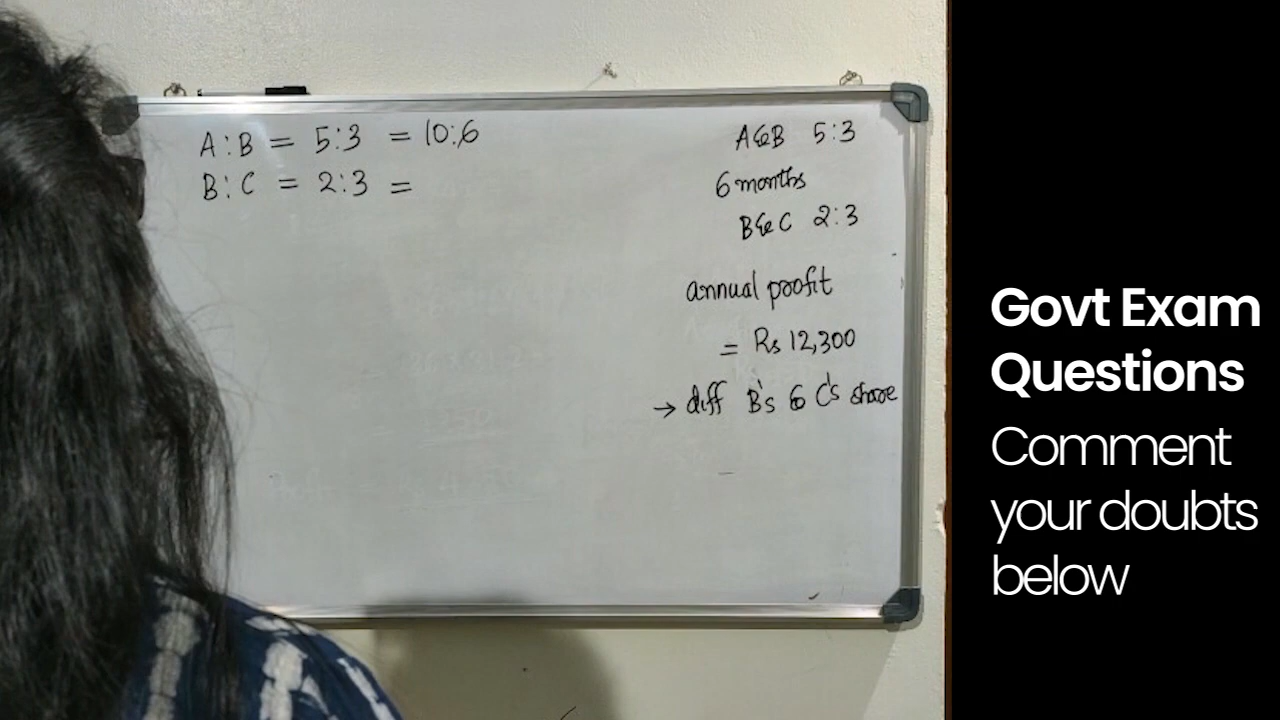 A:B = 5:3 = 10:6
B:C = 2:3 =
A&B 5:3
6 months
B&C 2:3
annual profit
= Rs 12,300
→ diff B's & C's share
Govt Exam
Questions
Comment
your doubts
below